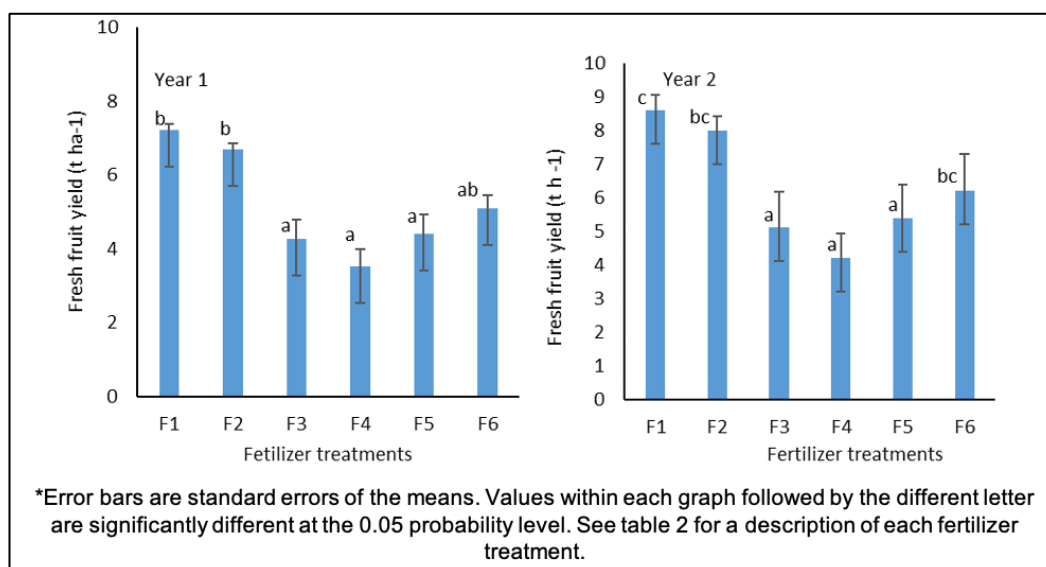 Year 1
Fresh fruit yield (t ha-1)
10
8
6
4
2
0
b
b
a
a
a
ab
F1 F2 F3 F4 F5 F6
Fetilizer treatments
Year 2
Fresh fruit yield (t h -1)
10
9
8
7
6
5
4
3
2
1
0
c
bc
a
a
a
bc
F1 F2 F3 F4 F5 F6
Fertilizer treatments
*Error bars are standard errors of the means. Values within each graph followed by the different letter
are significantly different at the 0.05 probability level. See table 2 for a description of each fertilizer
treatment.